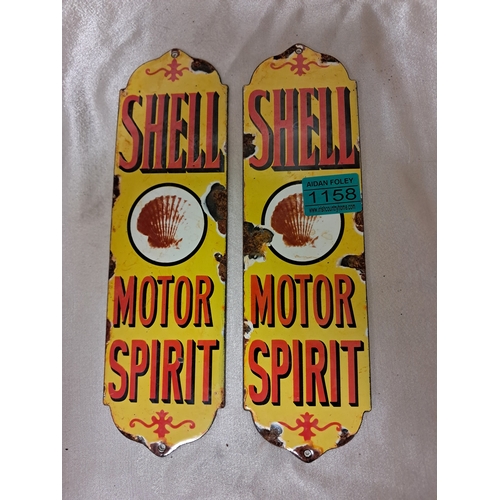 SHELL
MOTOR
SPIRIT
SHELL
AIDAN FOLEY
1158
MOTOR
SPIRIT